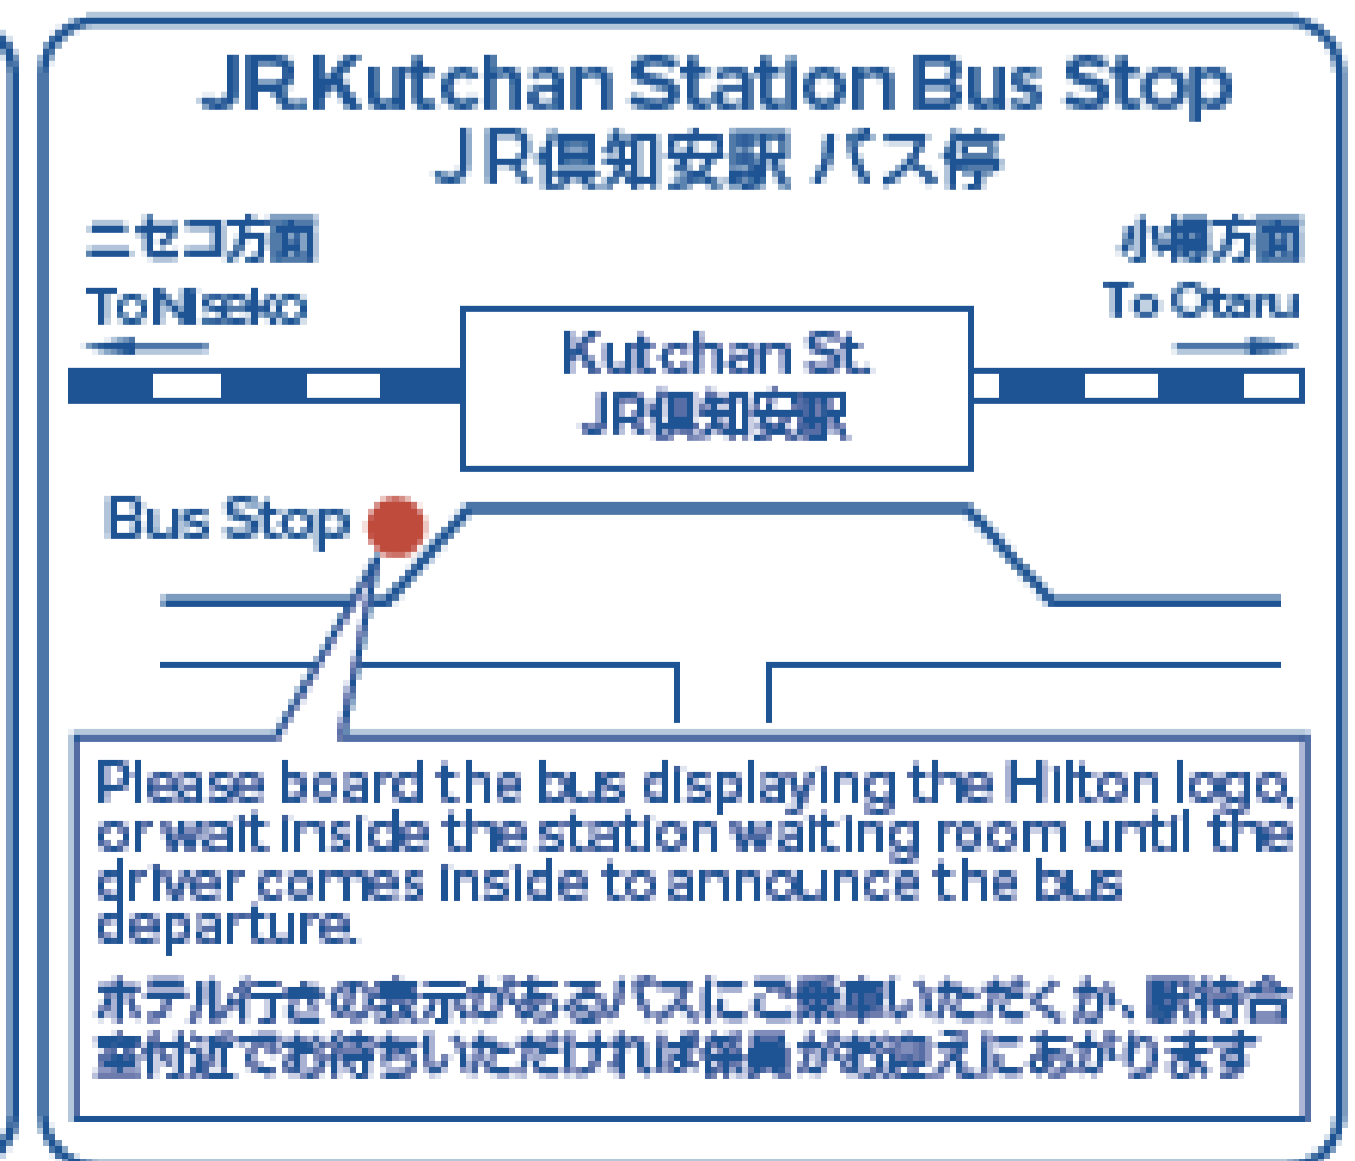 JR Kutchan Station Bus Stop
JR倶知安駅 バス停
ニセコ方面
To Niseko
小樽方面
To Otaru
Kutchan St.
JR倶知安駅
Bus Stop
Please board the bus displaying the Hilton logo,
or wait inside the station waiting room until the
driver comes inside to announce the bus
departure.
ホテル行きの表示があるバスにご乗車いただくか、駅待合
室付近でお待ちいただければ係員がお迎えにあがります